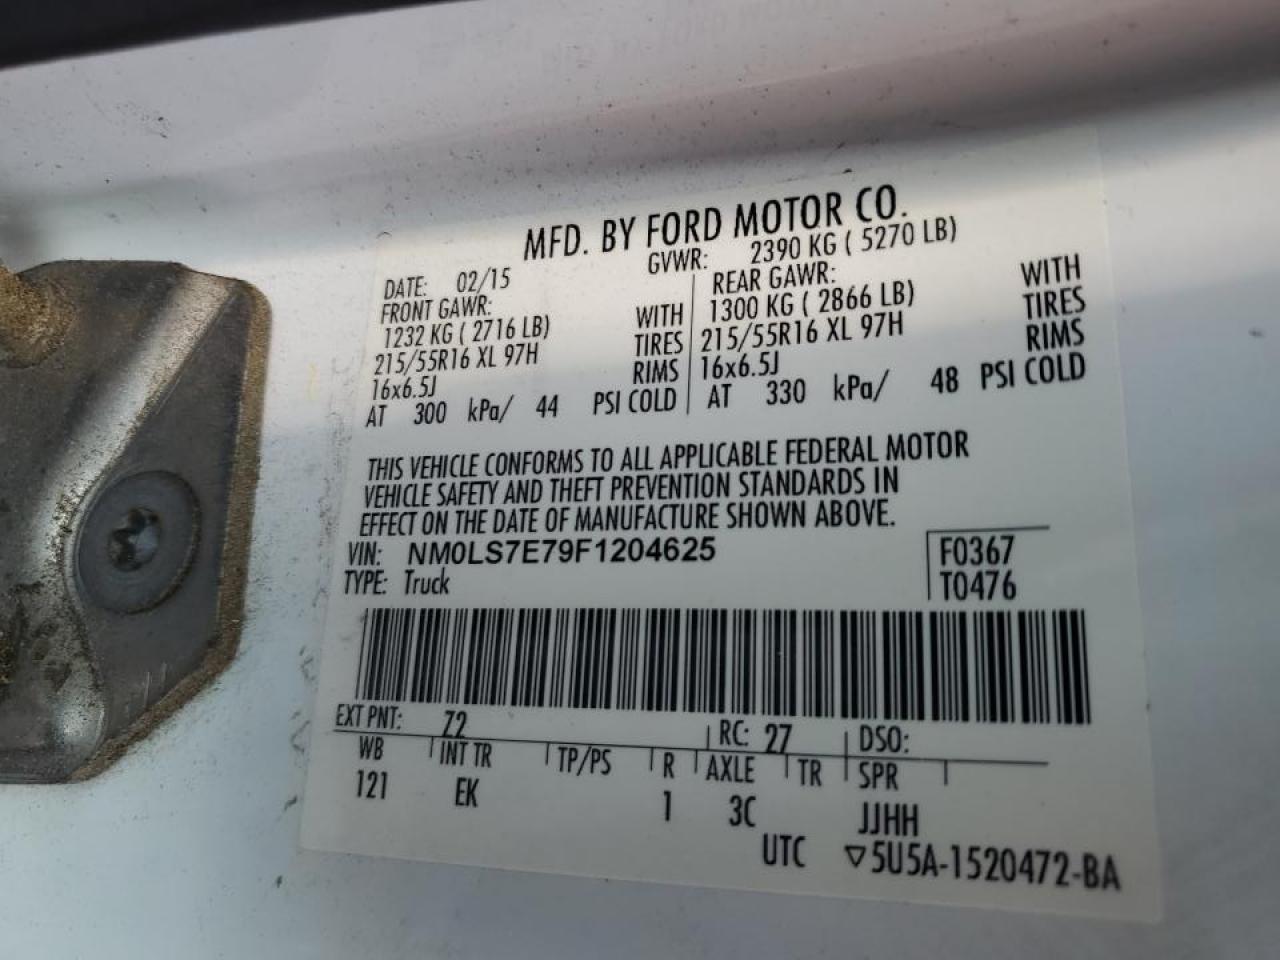 MFD. BY FORD MOTOR CO.
DATE: 02/15 GVWR: 2390 KG ( 5270 LB)
FRONT GAWR: REAR GAWR:
1232 KG ( 2716 LB) WITH 1300 KG ( 2866 LB) WITH
215/55R16 XL 97H TIRES 215/55R16 XL 97H TIRES
16x6.5J RIMS 16x6.5J RIMS
AT 300 kPa/ 44 PSI COLD AT 330 kPa/ 48 PSI COLD
THIS VEHICLE CONFORMS TO ALL APPLICABLE FEDERAL MOTOR
VEHICLE SAFETY AND THEFT PREVENTION STANDARDS IN
EFFECT ON THE DATE OF MANUFACTURE SHOWN ABOVE.
VIN: NM0LS7E79F1204625 F0367
TYPE: Truck T0476
EXT PNT: Z2 RC: 27 DSO:
WB INT TR TP/PS R AXLE TR SPR
121 EK 1 3C JJHH
UTC ▽5U5A-1520472-BA